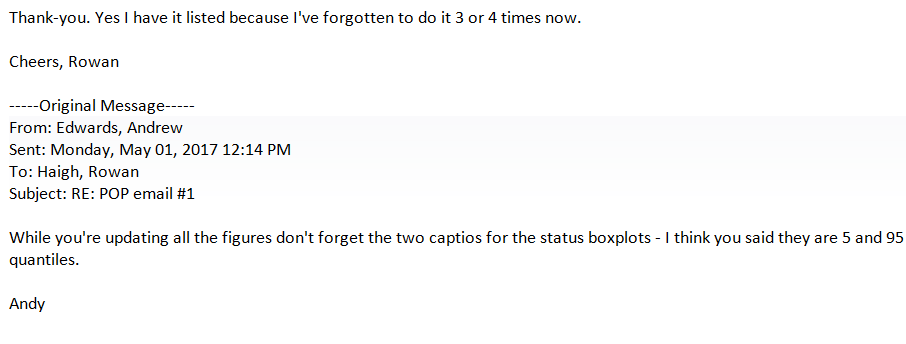 Thank-you. Yes I have it listed because I've forgotten to do it 3 or 4 times now.
Cheers, Rowan
-----Original Message-----
From: Edwards, Andrew
Sent: Monday, May 01, 2017 12:14 PM
To: Haigh, Rowan
Subject: RE: POP email #1
While you're updating all the figures don't forget the two captios for the status boxplots - I think you said they are 5 and 95
quantiles.
Andy